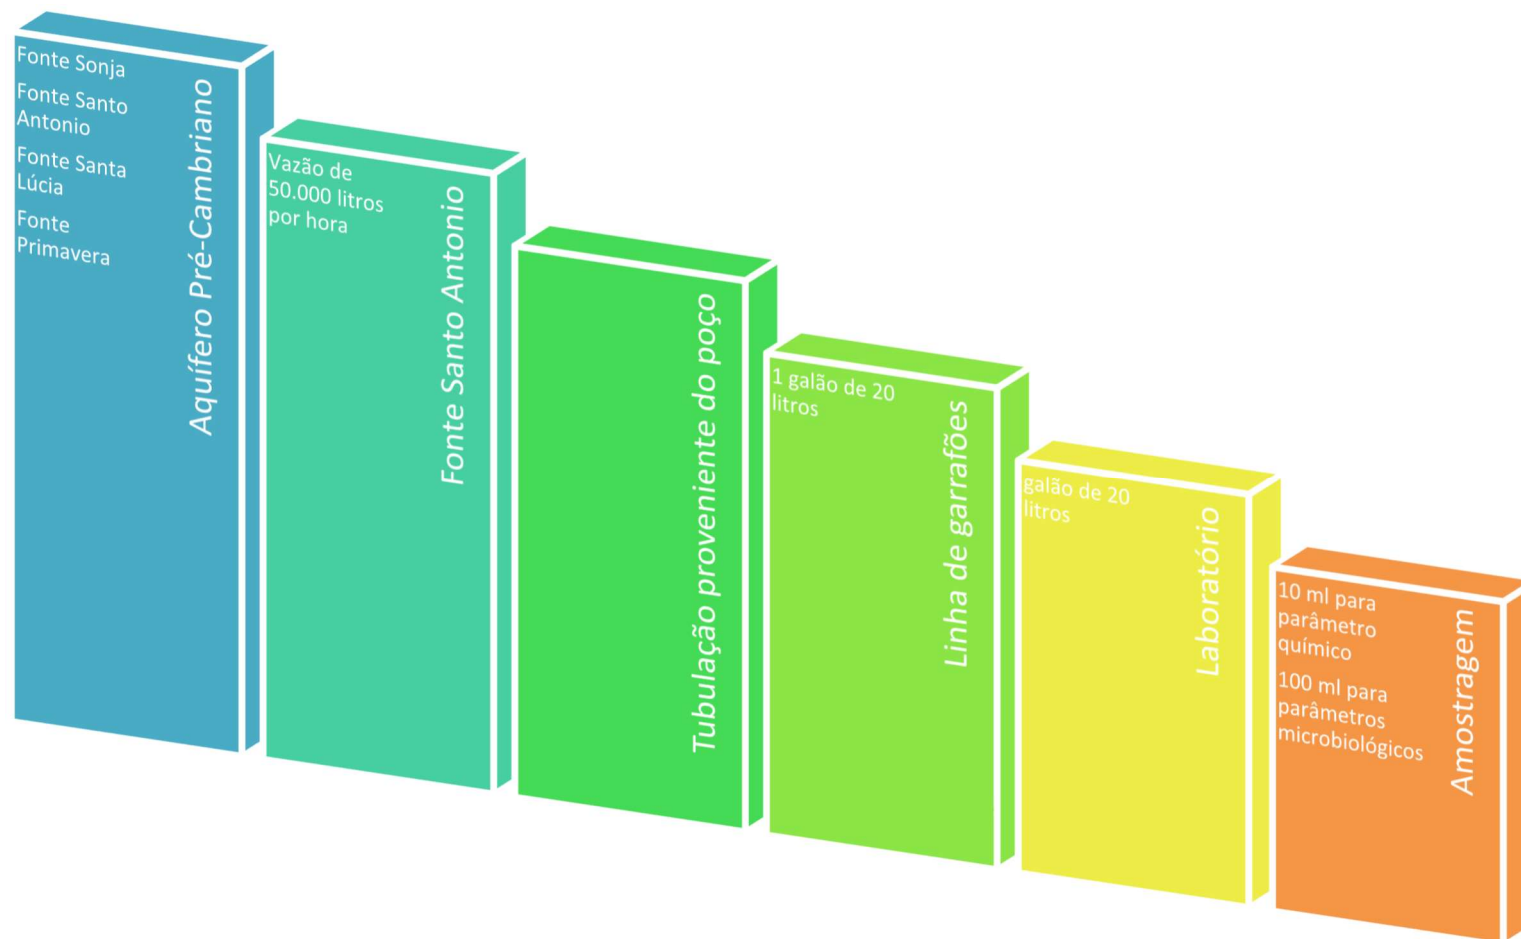 Fonte Sonja
Fonte Santo
Antonio
Fonte Santa
Lúcia
Fonte
Primavera
Aquífero Pré-Cambriano
Vazão de
50.000 litros
por hora
Fonte Santo Antonio
Tubulação proveniente do poço
1 galão de 20
litros
Linha de garrafões
galão de 20
litros
Laboratório
10 ml para
parâmetro
químico
100 ml para
parâmetros
microbiológicos
Amostragem